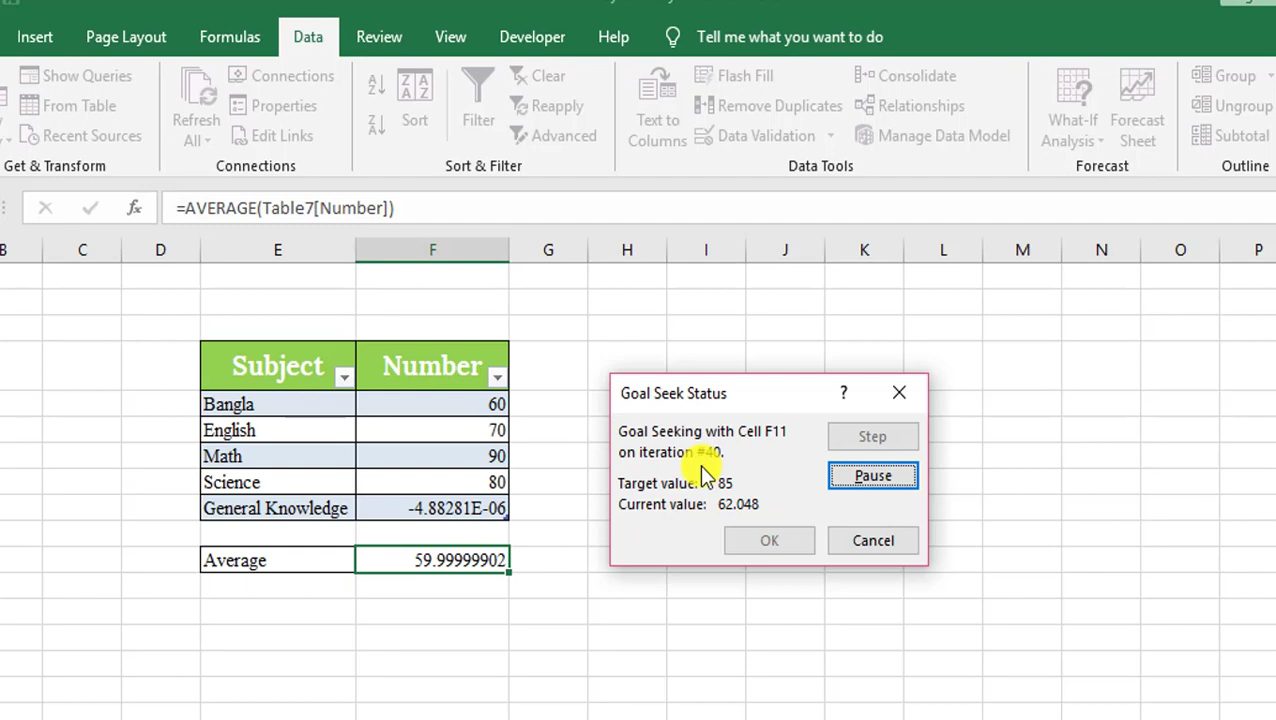 Insert Page Layout Formulas Data Review View Developer Help Tell me what you want to do
Show Queries
From Table
Recent Sources
Get & Transform
Refresh
All
Connections
Properties
Edit Links
Connections
Sort
Filter
Clear
Reapply
Advanced
Sort & Filter
Text to
Columns
Flash Fill
Remove Duplicates
Data Validation
Consolidate
Relationships
Manage Data Model
Data Tools
What-If
Analysis
Forecast
Sheet
Forecast
Group
Ungroup
Subtotal
Outline
fx =AVERAGE(Table7[Number])
B C D E F G H I J K L M N O P
Subject Number
Bangla 60
English 70
Math 90
Science 80
General Knowledge -4.88281E-06
Average 59.99999902
Goal Seek Status ?
Goal Seeking with Cell F11
on iteration #40.
Target value: 85
Current value: 62.048
Step
Pause
OK Cancel